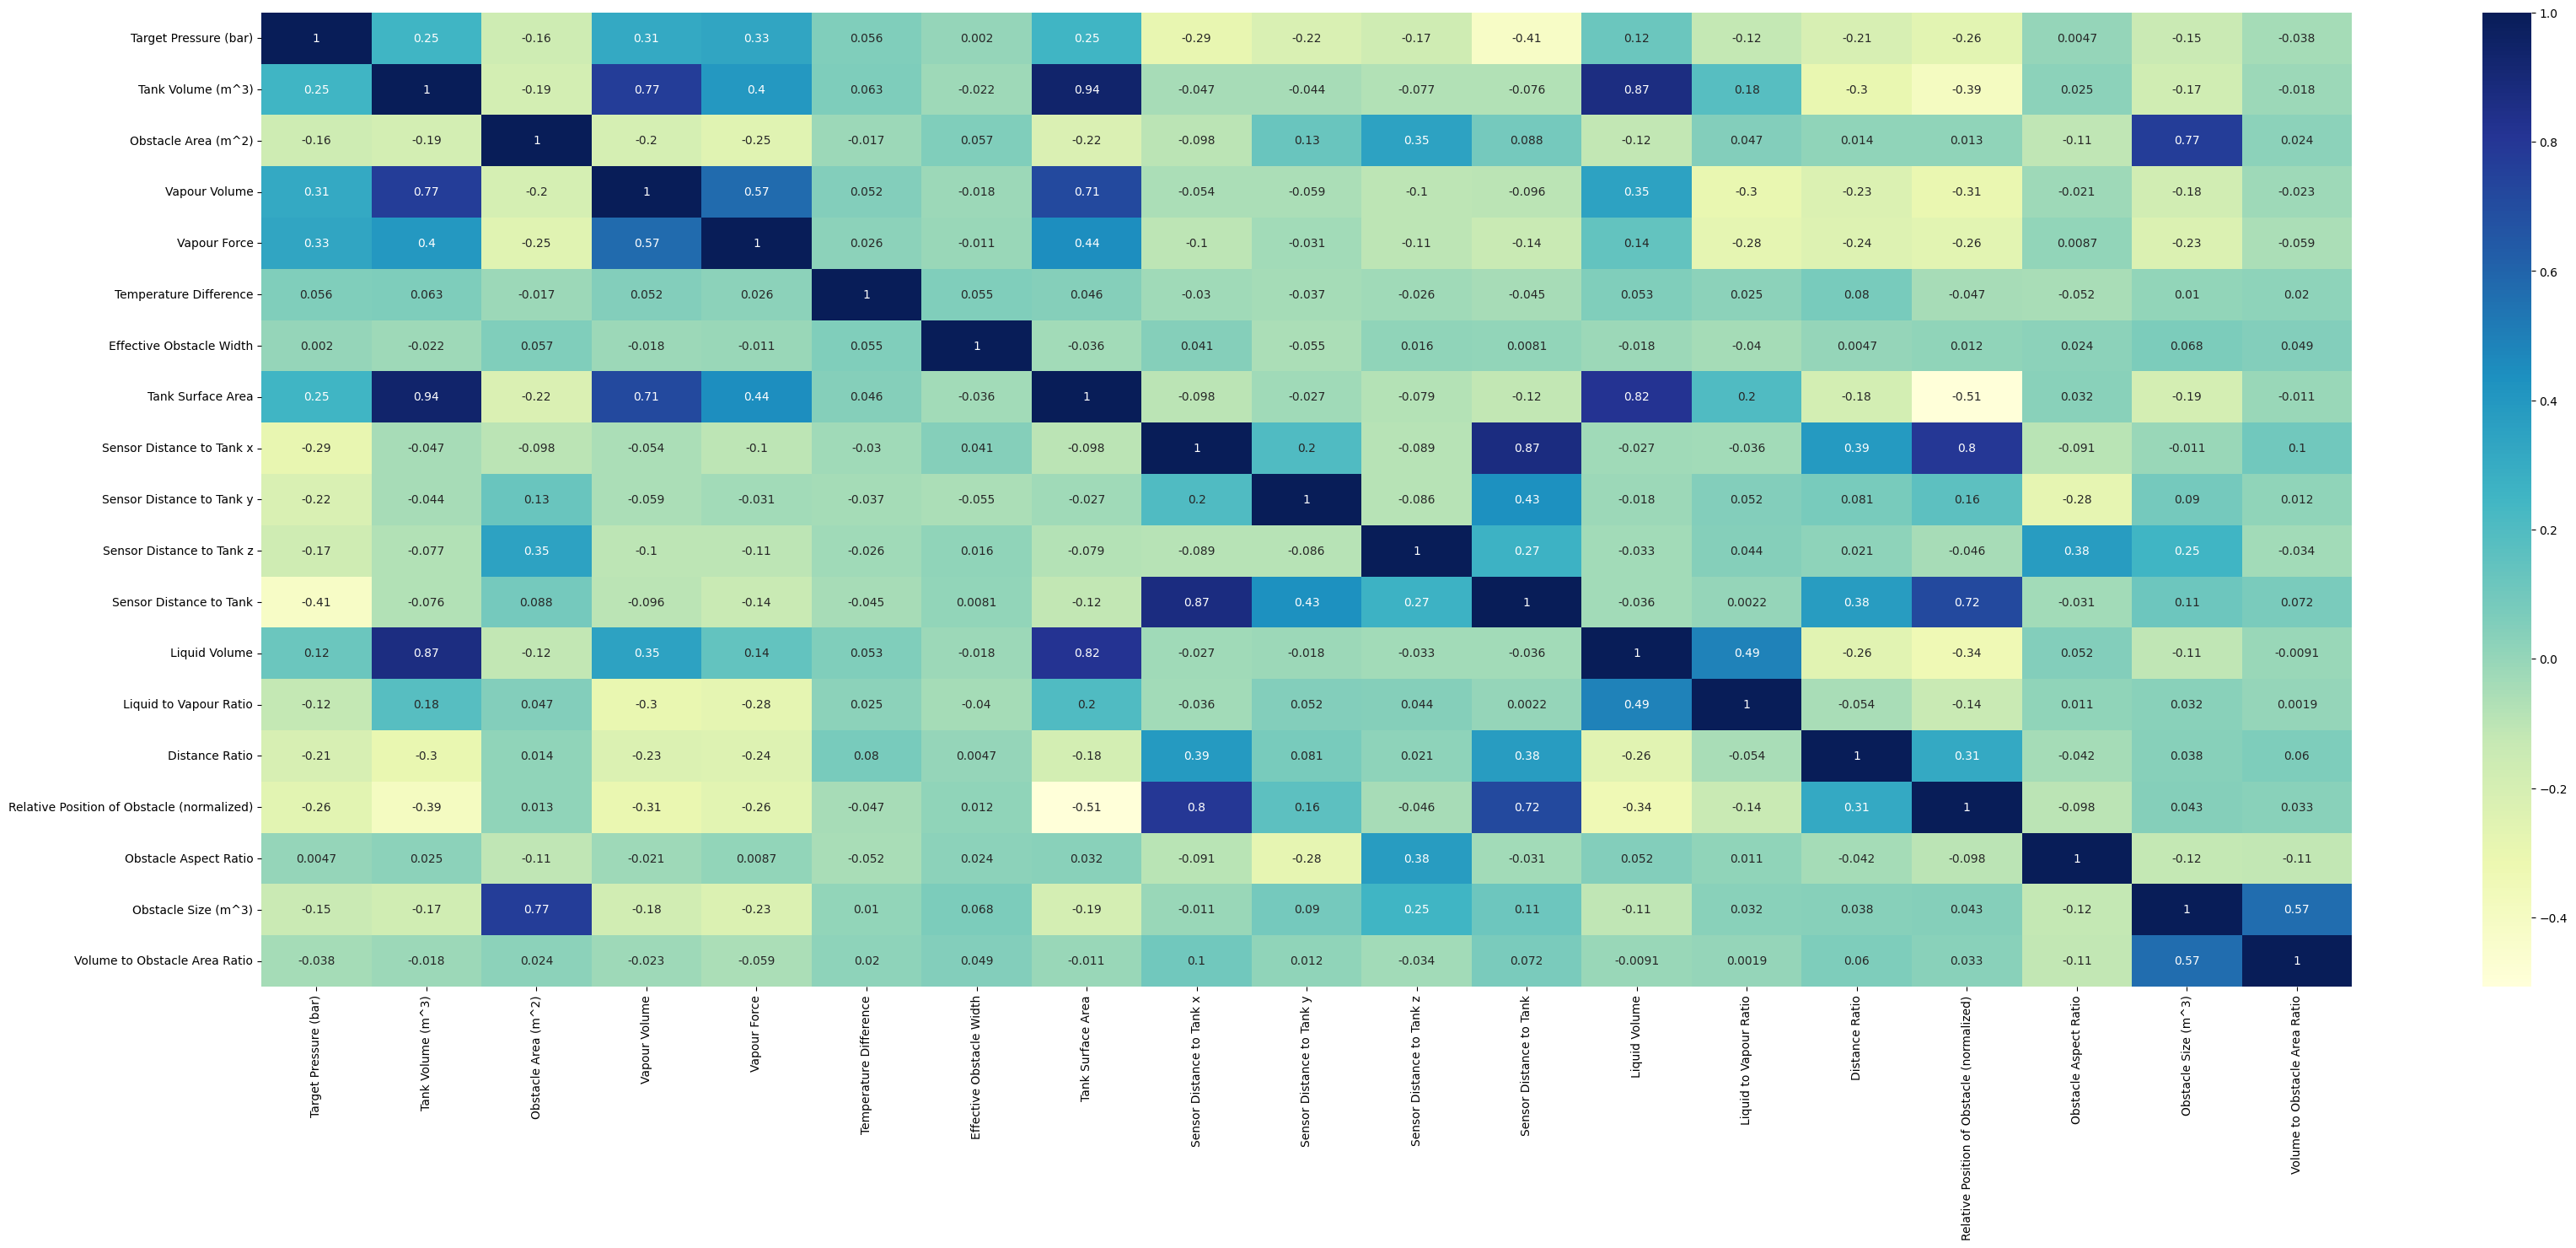 Target Pressure (bar) 1 0.25 -0.16 0.31 0.33 0.056 0.002 0.25 -0.29 -0.22 -0.17 -0.41 0.12 -0.12 -0.21 -0.26 0.0047 -0.15 -0.038
Tank Volume (m^3) 0.25 1 -0.19 0.77 0.4 0.063 -0.022 0.94 -0.047 -0.044 -0.077 -0.076 0.87 0.18 -0.3 -0.39 0.025 -0.17 -0.018
Obstacle Area (m^2) -0.16 -0.19 1 -0.2 -0.25 -0.017 0.057 -0.22 -0.098 0.13 0.35 0.088 -0.12 0.047 0.014 0.013 -0.11 0.77 0.024
Vapour Volume 0.31 0.77 -0.2 1 0.57 0.052 -0.018 0.71 -0.054 -0.059 -0.1 -0.096 0.35 -0.3 -0.23 -0.31 -0.021 -0.18 -0.023
Vapour Force 0.33 0.4 -0.25 0.57 1 0.026 -0.011 0.44 -0.1 -0.031 -0.11 -0.14 0.14 -0.28 -0.24 -0.26 0.0087 -0.23 -0.059
Temperature Difference 0.056 0.063 -0.017 0.052 0.026 1 0.055 0.046 -0.03 -0.037 -0.026 -0.045 0.053 0.025 0.08 -0.047 -0.052 0.01 0.02
Effective Obstacle Width 0.002 -0.022 0.057 -0.018 -0.011 0.055 1 -0.036 0.041 -0.055 0.016 0.0081 -0.018 -0.04 0.0047 0.012 0.024 0.068 0.049
Tank Surface Area 0.25 0.94 -0.22 0.71 0.44 0.046 -0.036 1 -0.098 -0.027 -0.079 -0.12 0.82 0.2 -0.18 -0.51 0.032 -0.19 -0.011
Sensor Distance to Tank x -0.29 -0.047 -0.098 -0.054 -0.1 -0.03 0.041 -0.098 1 0.2 -0.089 0.87 -0.027 -0.036 0.39 0.8 -0.091 -0.011 0.1
Sensor Distance to Tank y -0.22 -0.044 0.13 -0.059 -0.031 -0.037 -0.055 -0.027 0.2 1 -0.086 0.43 -0.018 0.052 0.081 0.16 -0.28 0.09 0.012
Sensor Distance to Tank z -0.17 -0.077 0.35 -0.1 -0.11 -0.026 0.016 -0.079 -0.089 -0.086 1 0.27 -0.033 0.044 0.021 -0.046 0.38 0.25 -0.034
Sensor Distance to Tank -0.41 -0.076 0.088 -0.096 -0.14 -0.045 0.0081 -0.12 0.87 0.43 0.27 1 -0.036 0.0022 0.38 0.72 -0.031 0.11 0.072
Liquid Volume 0.12 0.87 -0.12 0.35 0.14 0.053 -0.018 0.82 -0.027 -0.018 -0.033 -0.036 1 0.49 -0.26 -0.34 0.052 -0.11 -0.0091
Liquid to Vapour Ratio -0.12 0.18 0.047 -0.3 -0.28 0.025 -0.04 0.2 -0.036 0.052 0.044 0.0022 0.49 1 -0.054 -0.14 0.011 0.032 0.0019
Distance Ratio -0.21 -0.3 0.014 -0.23 -0.24 0.08 0.0047 -0.18 0.39 0.081 0.021 0.38 -0.26 -0.054 1 0.31 -0.042 0.038 0.06
Relative Position of Obstacle (normalized) -0.26 -0.39 0.013 -0.31 -0.26 -0.047 0.012 -0.51 0.8 0.16 -0.046 0.72 -0.34 -0.14 0.31 1 -0.098 0.043 0.033
Obstacle Aspect Ratio 0.0047 0.025 -0.11 -0.021 0.0087 -0.052 0.024 0.032 -0.091 -0.28 0.38 -0.031 0.052 0.011 -0.042 -0.098 1 -0.12 -0.11
Obstacle Size (m^3) -0.15 -0.17 0.77 -0.18 -0.23 0.01 0.068 -0.19 -0.011 0.09 0.25 0.11 -0.11 0.032 0.038 0.043 -0.12 1 0.57
Volume to Obstacle Area Ratio -0.038 -0.018 0.024 -0.023 -0.059 0.02 0.049 -0.011 0.1 0.012 -0.034 0.072 -0.0091 0.0019 0.06 0.033 -0.11 0.57 1
Target Pressure (bar)
Tank Volume (m^3)
Obstacle Area (m^2)
Vapour Volume
Vapour Force
Temperature Difference
Effective Obstacle Width
Tank Surface Area
Sensor Distance to Tank x
Sensor Distance to Tank y
Sensor Distance to Tank z
Sensor Distance to Tank
Liquid Volume
Liquid to Vapour Ratio
Distance Ratio
Relative Position of Obstacle (normalized)
Obstacle Aspect Ratio
Obstacle Size (m^3)
Volume to Obstacle Area Ratio
1.0
0.8
0.6
0.4
0.2
0.0
−0.2
−0.4